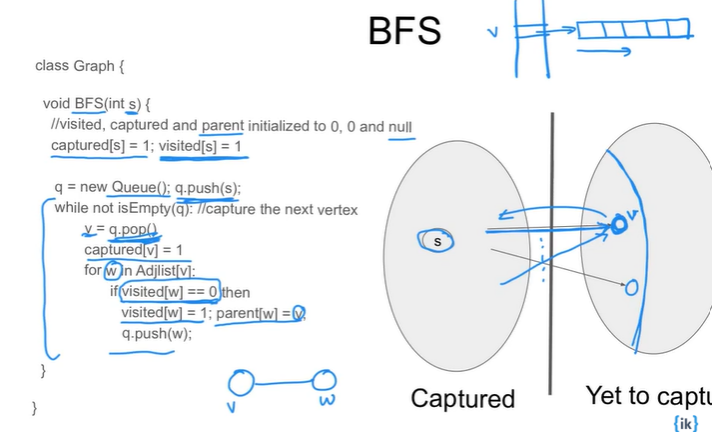 BFS
v
class Graph {
void BFS(int s) {
//visited, captured and parent initialized to 0, 0 and null
captured[s] = 1; visited[s] = 1
q = new Queue(); q.push(s);
while not isEmpty(q): //capture the next vertex
v = q.pop()
captured[v] = 1
for w in Adjlist[v]:
if visited[w] == 0 then
visited[w] = 1; parent[w] = v;
q.push(w);
}
}
v
w
s
v
Captured
Yet to captu
{ik}